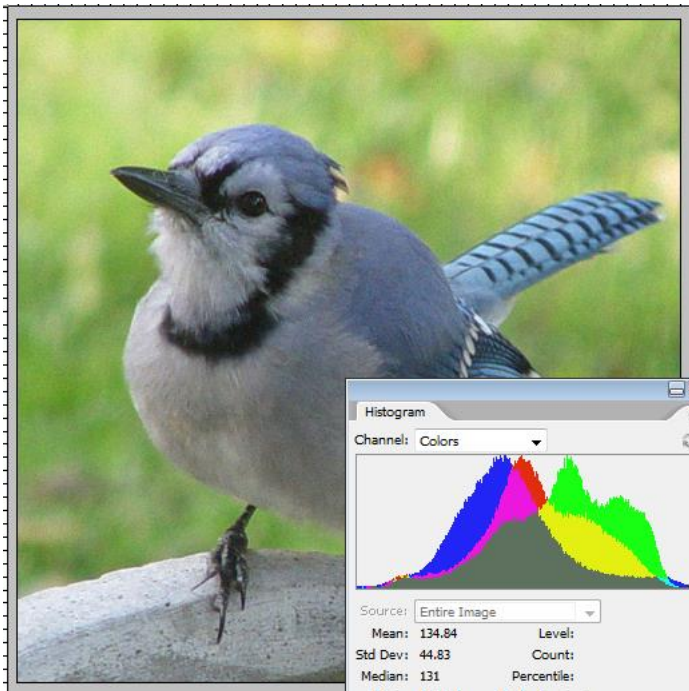 Histogram
Channel: Colors
Source: Entire Image
Mean: 134.84 Level:
Std Dev: 44.83 Count:
Median: 131 Percentile: